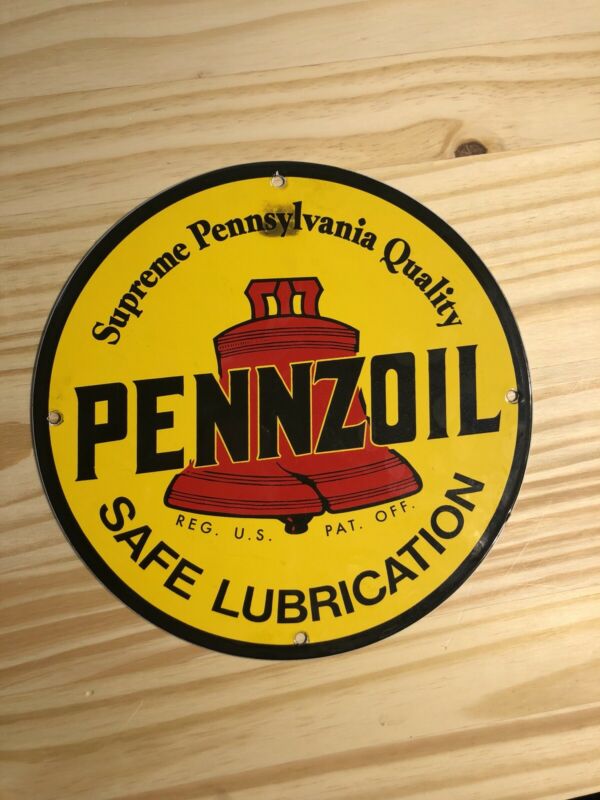 Supreme Pennsylvania Quality
PENNZOIL
REG. U.S. PAT. OFF.
SAFE LUBRICATION